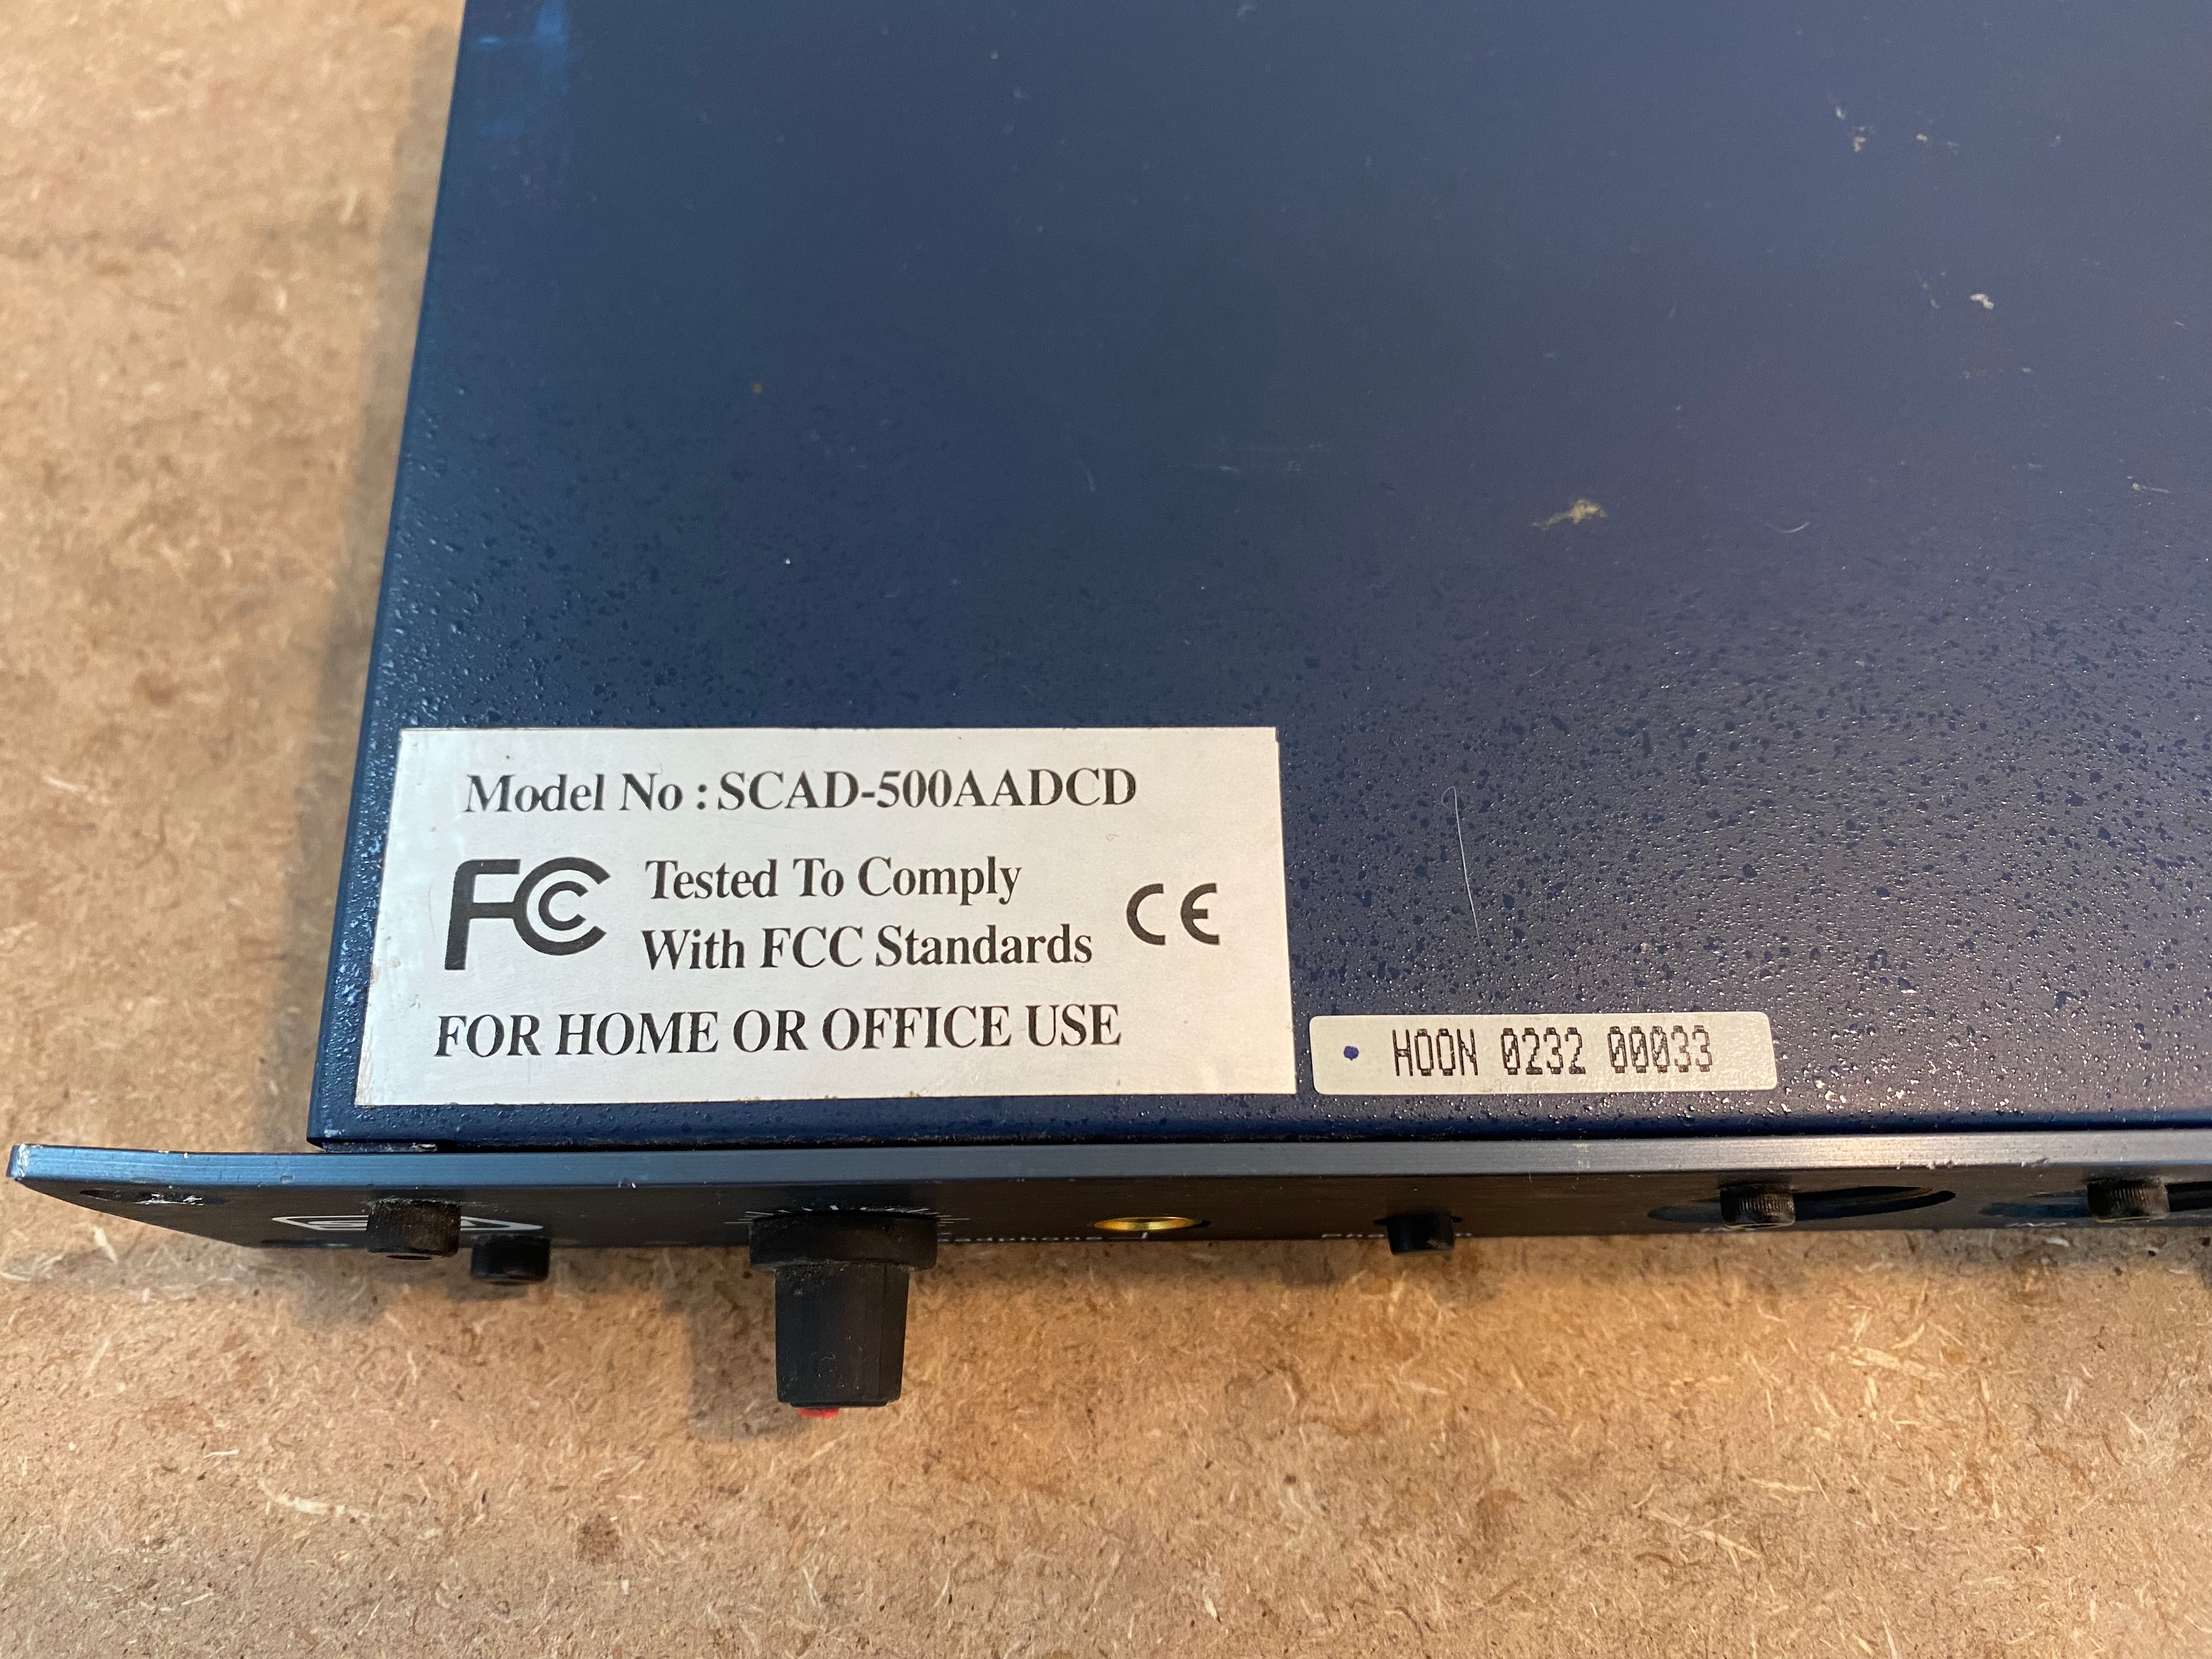 Model No : SCAD-500AADCD
FC Tested To Comply
With FCC Standards
CE
FOR HOME OR OFFICE USE
HOON 0232 00033